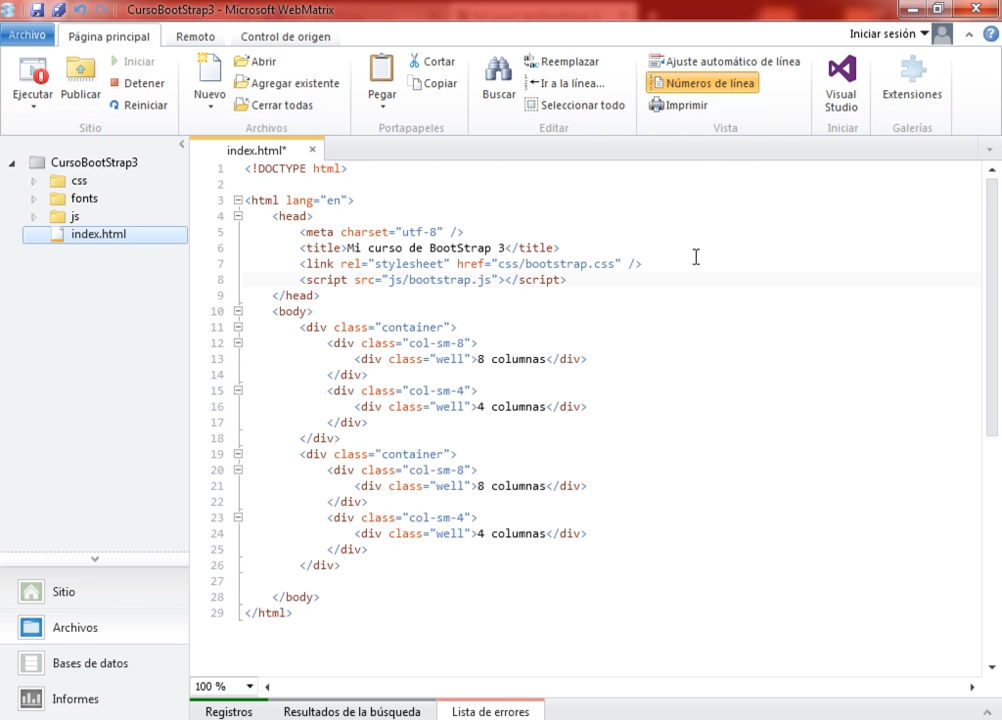 CursoBootStrap3 - Microsoft WebMatrix
Archivo Página principal Remoto Control de origen Iniciar sesión
Ejecutar Publicar Iniciar Detener Reiniciar
Sitio
Nuevo Abrir Agregar existente Cerrar todas
Archivos
Pegar Cortar Copiar
Portapapeles
Buscar Reemplazar Ir a la línea... Seleccionar todo
Editar
Ajuste automático de línea Números de línea Imprimir
Vista
Visual Studio
Iniciar
Extensiones
Galerías
CursoBootStrap3
css
fonts
js
index.html
index.html*
1 <!DOCTYPE html>
2
3 <html lang="en">
4 <head>
5 <meta charset="utf-8" />
6 <title>Mi curso de BootStrap 3</title>
7 <link rel="stylesheet" href="css/bootstrap.css" />
8 <script src="js/bootstrap.js"></script>
9 </head>
10 <body>
11 <div class="container">
12 <div class="col-sm-8">
13 <div class="well">8 columnas</div>
14 </div>
15 <div class="col-sm-4">
16 <div class="well">4 columnas</div>
17 </div>
18 </div>
19 <div class="container">
20 <div class="col-sm-8">
21 <div class="well">8 columnas</div>
22 </div>
23 <div class="col-sm-4">
24 <div class="well">4 columnas</div>
25 </div>
26 </div>
27
28 </body>
29 </html>
Sitio
Archivos
Bases de datos
Informes
100 %
Registros Resultados de la búsqueda Lista de errores